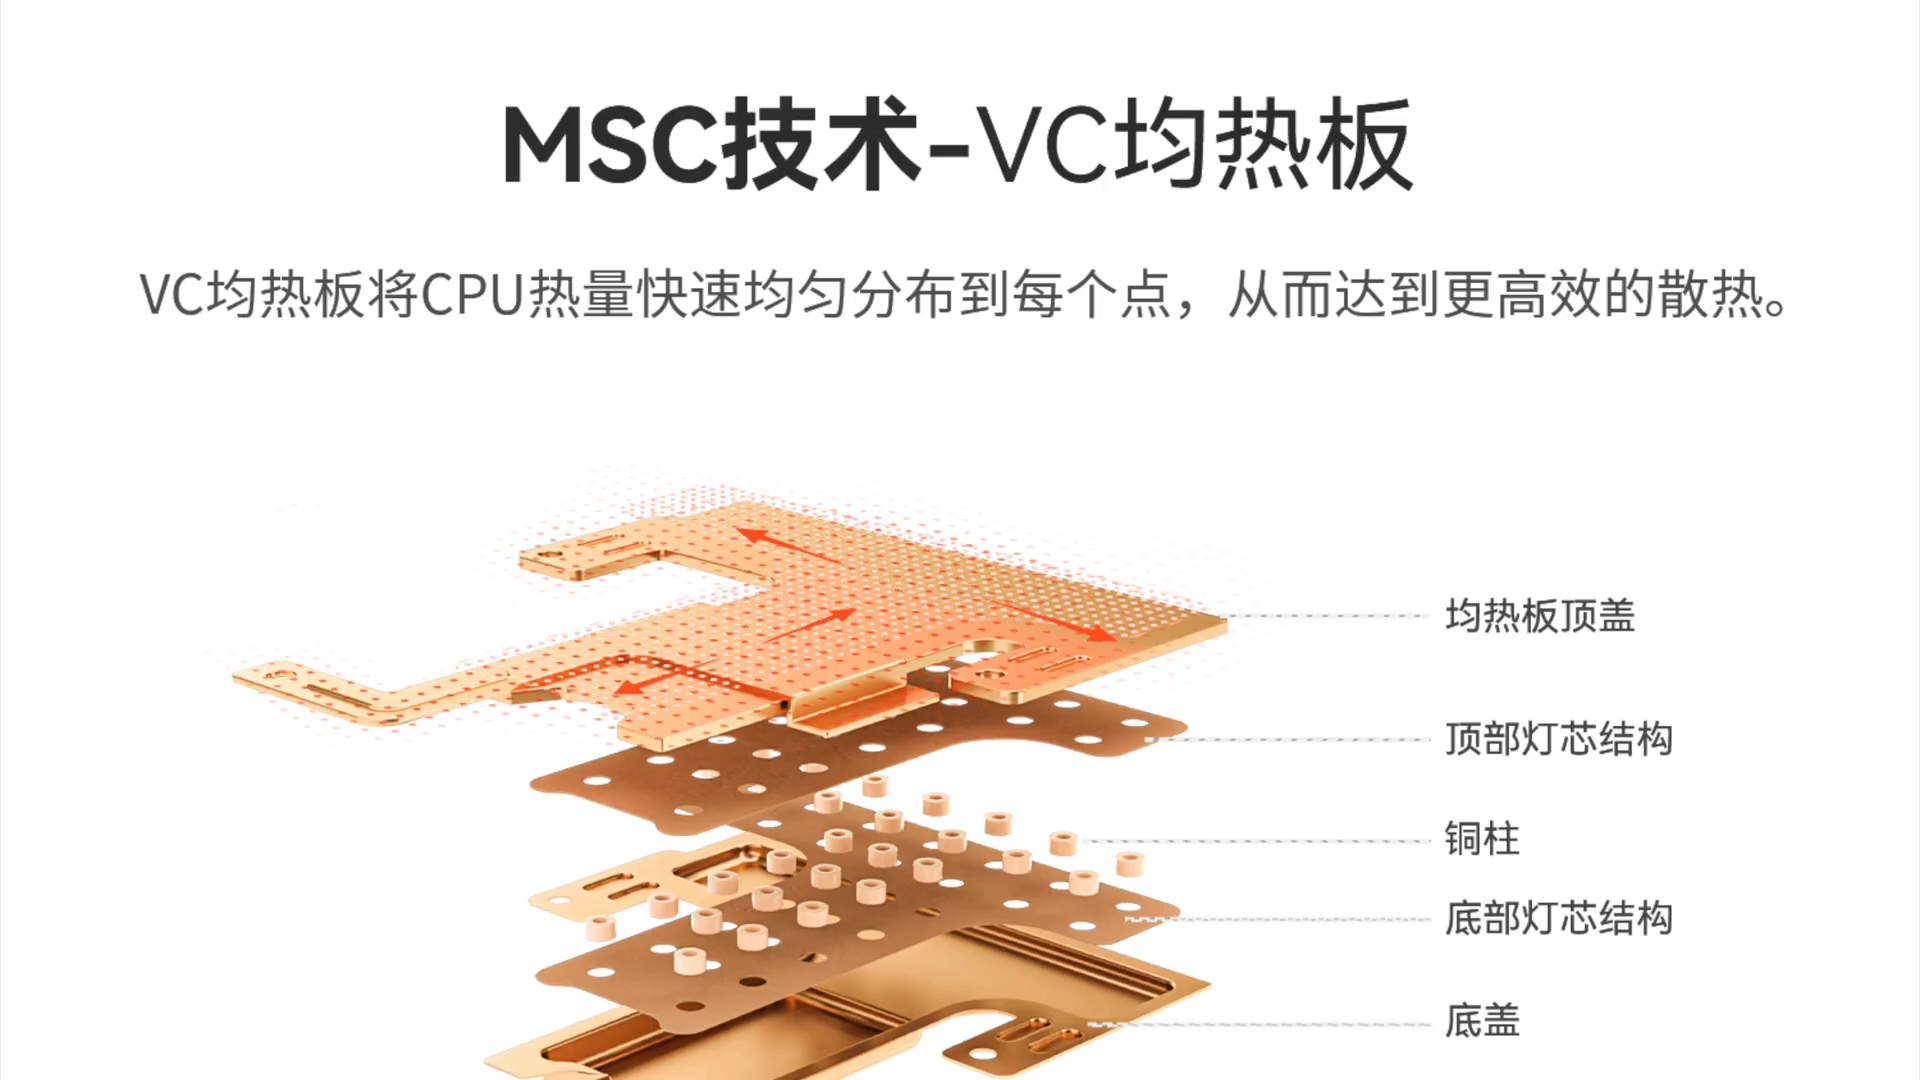 MSC技术-VC均热板
VC均热板将CPU热量快速均匀分布到每个点，从而达到更高效的散热。
均热板顶盖
顶部灯芯结构
铜柱
底部灯芯结构
底盖